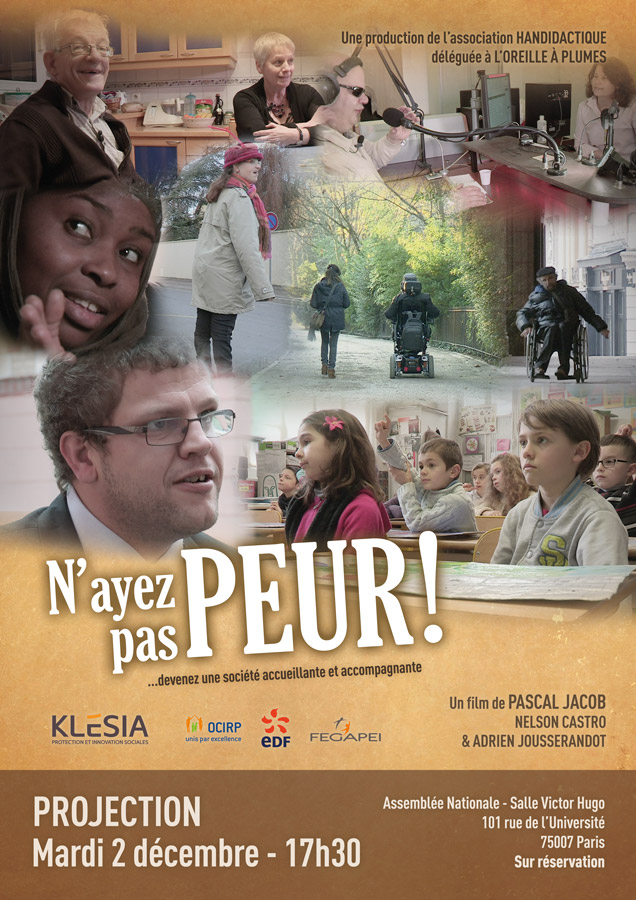 Une production de l'association HANDIDACTIQUE
déléguée à L'OREILLE À PLUMES
S
N'ayez
pas PEUR!
...devenez une société accueillante et accompagnante
Un film de PASCAL JACOB
NELSON CASTRO
& ADRIEN JOUSSERANDOT
KLESIA
PROTECTION ET INNOVATION SOCIALES
OCIRP
unis par excellence
eDF
FEGAPEI
PROJECTION
Mardi 2 décembre - 17h30
Assemblée Nationale - Salle Victor Hugo
101 rue de l'Université
75007 Paris
Sur réservation